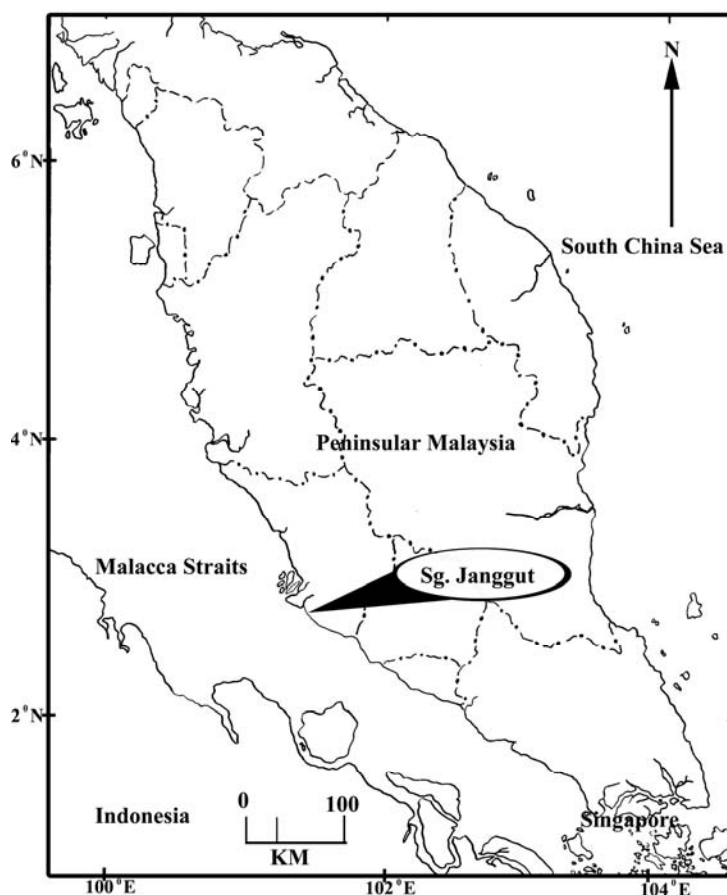 N
6°N
South China Sea
4°N
Peninsular Malaysia
Malacca Straits
Sg. Janggut
2°N
0 100
KM
Indonesia
Singapore
100°E 102°E 104°E